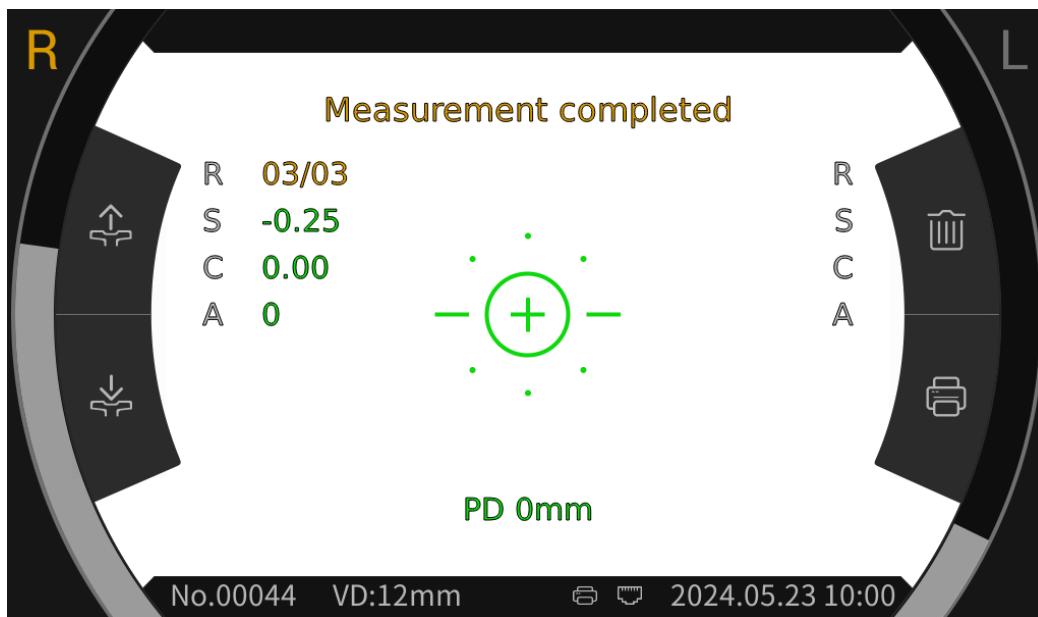 R L
Measurement completed
R 03/03 R
S -0.25 S
C 0.00 C
A 0 A
PD 0mm
No.00044 VD:12mm 2024.05.23 10:00